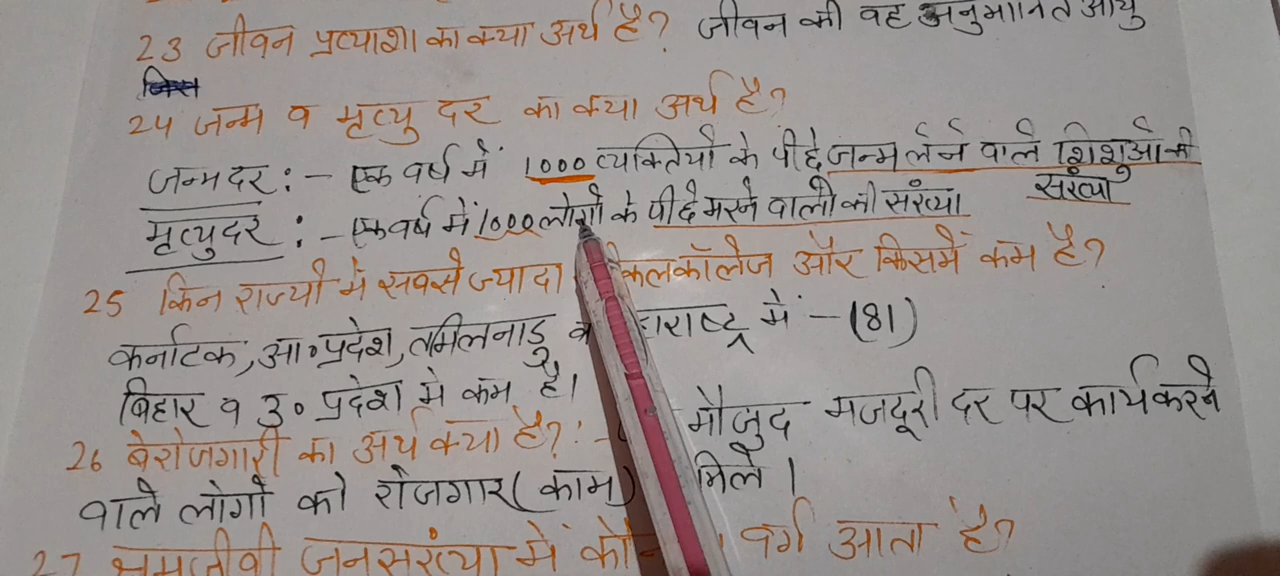 23 जीवन प्रत्याशा का क्या अर्थ है? जीवन की वह अनुमानित आयु
24 जन्म व मृत्यु दर का क्या अर्थ है?
जन्मदर :- एक वर्ष में 1000 व्यक्तियों के पीछे जन्म लेने वाले शिशुओ की
संख्या
मृत्युदर :- एक वर्ष में 1000 लोगों के पीछे मरने वालों की संख्या
25 किन राज्यों में सबसे ज्यादा कलकॉलेज और किसमें कम है?
कर्नाटक, आ॰प्रदेश, तमिलनाडु व हाराष्ट्र में - (81)
बिहार व उ॰ प्रदेश मे कम है।
26 बेरोजगारी का अर्थ क्या है? :- मौजुद मजदूरी दर पर कार्य करने
वाले लोगों को रोजगार (काम) मिले।
27 श्रमजीवी जनसंख्या में वर्ग आता है?